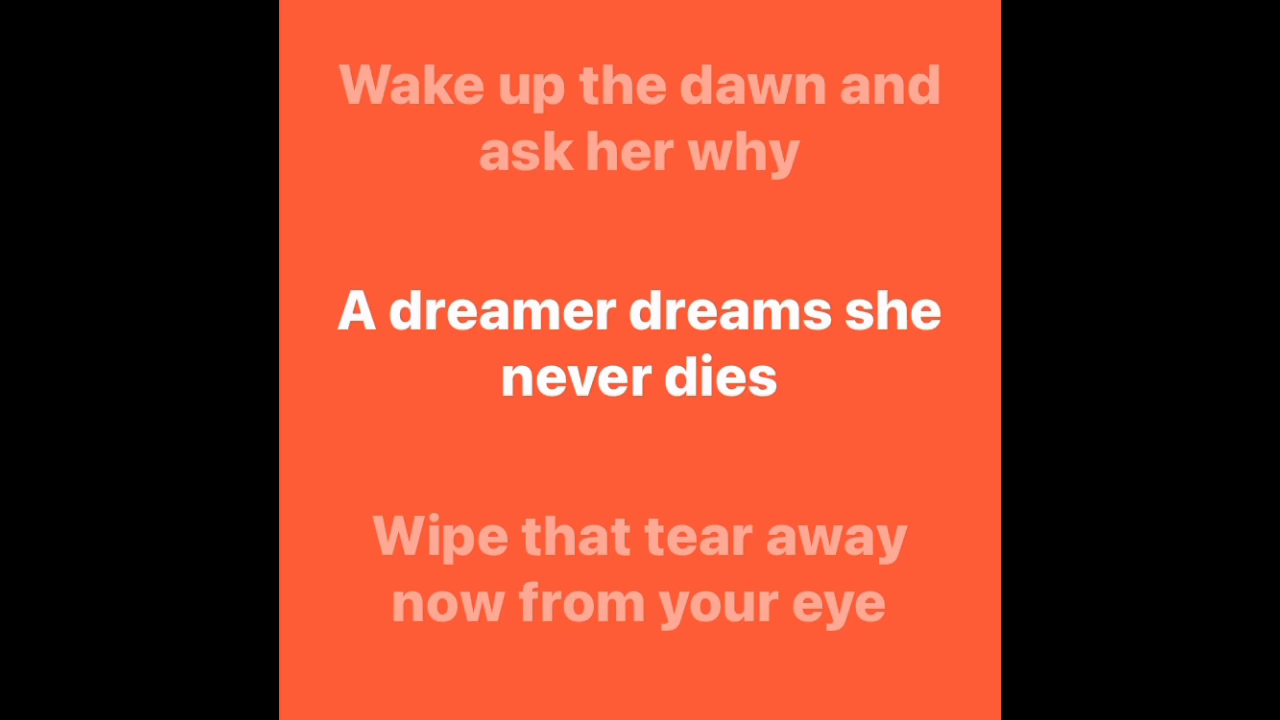 Wake up the dawn and
ask her why
A dreamer dreams she
never dies
Wipe that tear away
now from your eye